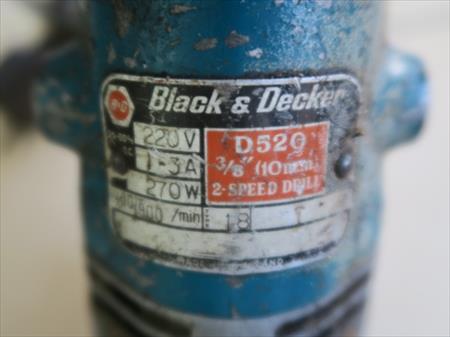 Black & Decker
220V D520
1·3A 3/8" (10mm)
270W 2-SPEED DRILL
/min 18